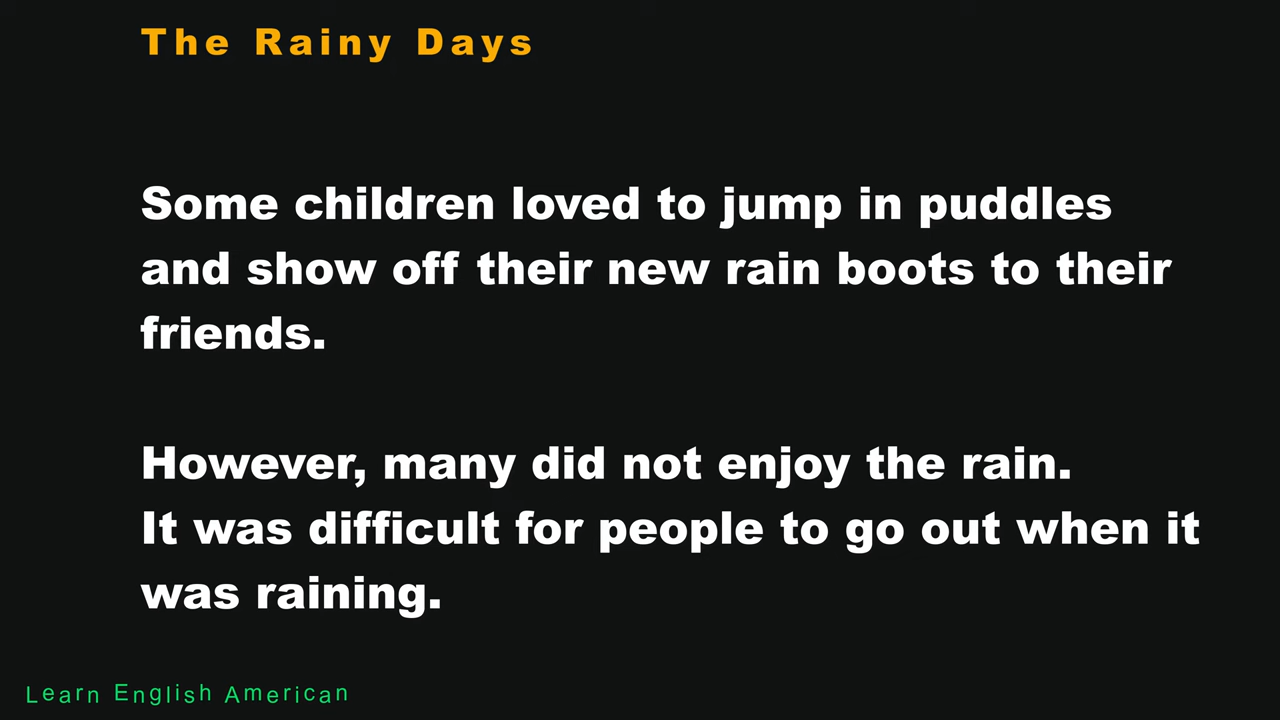 The Rainy Days
Some children loved to jump in puddles
and show off their new rain boots to their
friends.
However, many did not enjoy the rain.
It was difficult for people to go out when it
was raining.
Learn English American